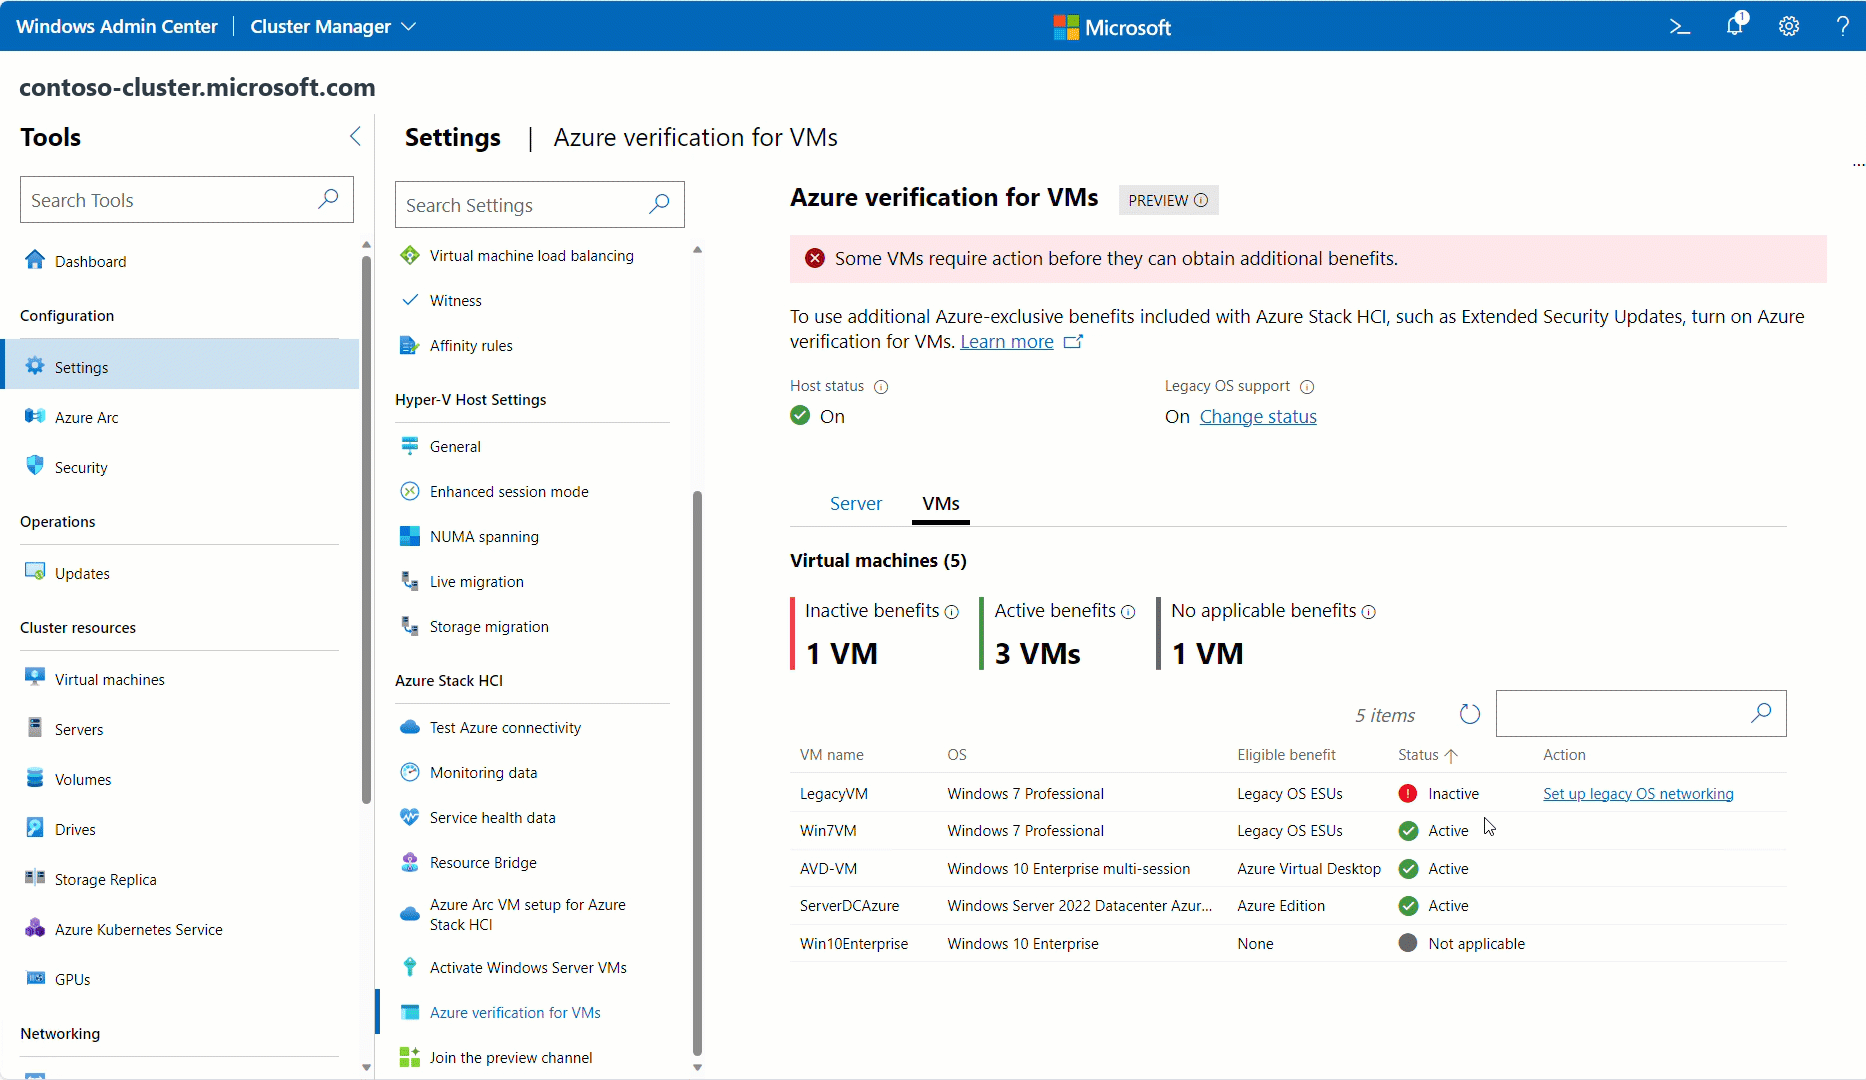 Windows Admin Center
Cluster Manager
Microsoft
1
contoso-cluster.microsoft.com
Tools
Search Tools
Dashboard
Configuration
Settings
Azure Arc
Security
Operations
Updates
Cluster resources
Virtual machines
Servers
Volumes
Drives
Storage Replica
Azure Kubernetes Service
GPUs
Networking
Settings | Azure verification for VMs
...
Search Settings
Virtual machine load balancing
Witness
Affinity rules
Hyper-V Host Settings
General
Enhanced session mode
NUMA spanning
Live migration
Storage migration
Azure Stack HCI
Test Azure connectivity
Monitoring data
Service health data
Resource Bridge
Azure Arc VM setup for Azure
Stack HCI
Activate Windows Server VMs
Azure verification for VMs
Join the preview channel
Azure verification for VMs PREVIEW
Some VMs require action before they can obtain additional benefits.
To use additional Azure-exclusive benefits included with Azure Stack HCI, such as Extended Security Updates, turn on Azure
verification for VMs. Learn more
Host status
On
Legacy OS support
On Change status
Server VMs
Virtual machines (5)
Inactive benefits
1 VM
Active benefits
3 VMs
No applicable benefits
1 VM
5 items
VM name OS Eligible benefit Status Action
LegacyVM Windows 7 Professional Legacy OS ESUs Inactive Set up legacy OS networking
Win7VM Windows 7 Professional Legacy OS ESUs Active
AVD-VM Windows 10 Enterprise multi-session Azure Virtual Desktop Active
ServerDCAzure Windows Server 2022 Datacenter Azur... Azure Edition Active
Win10Enterprise Windows 10 Enterprise None Not applicable